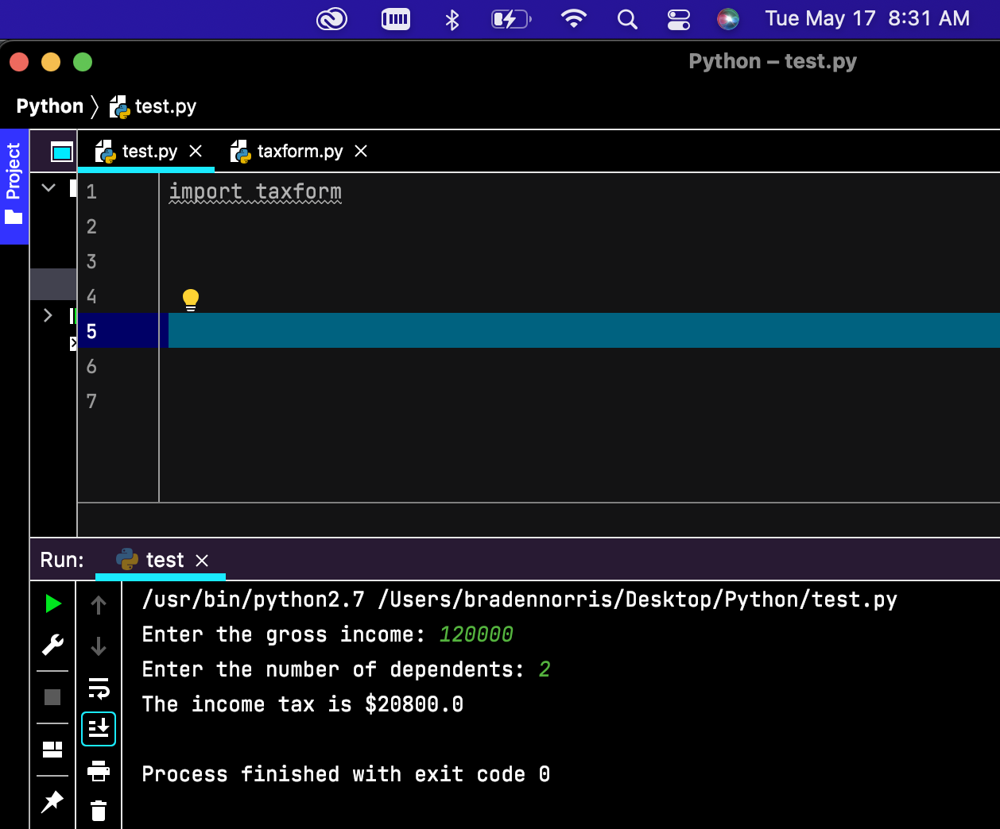 Tue May 17 8:31 AM
Python – test.py
Python 〉 test.py
Project
test.py
taxform.py
1 import taxform
2
3
4
5
6
7
Run: test
/usr/bin/python2.7 /Users/bradennorris/Desktop/Python/test.py
Enter the gross income: 120000
Enter the number of dependents: 2
The income tax is $20800.0
Process finished with exit code 0